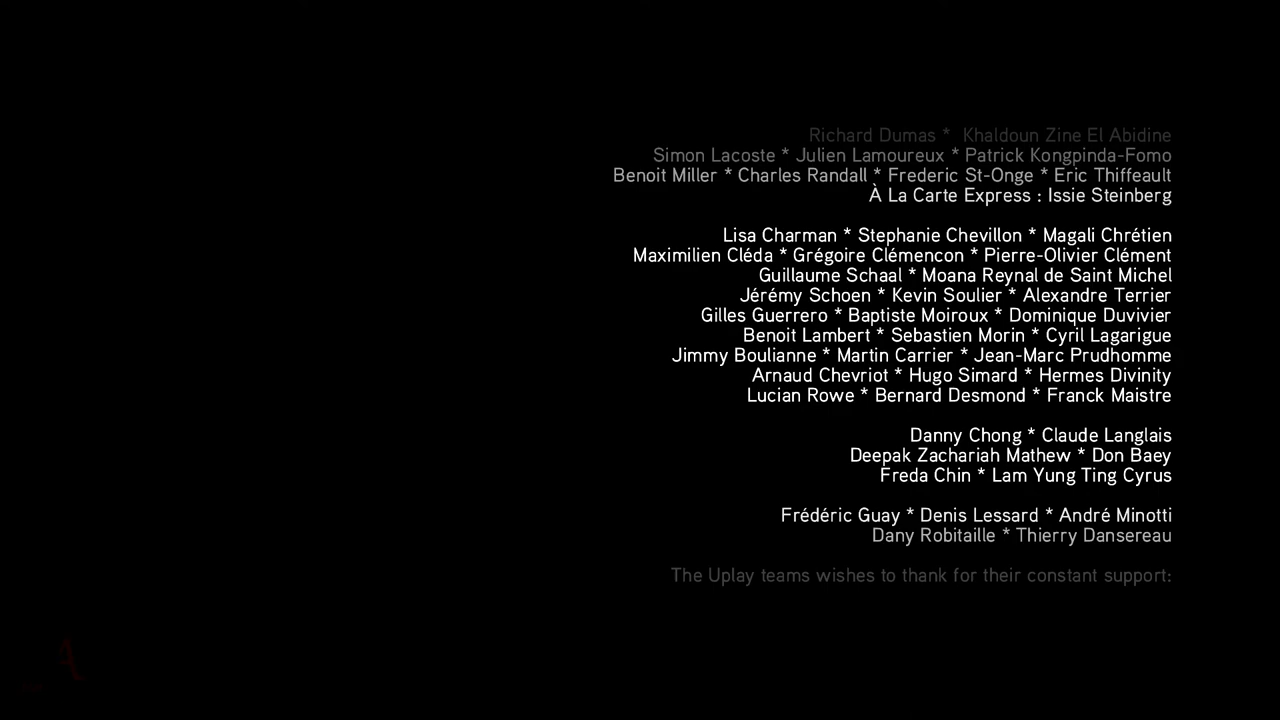 Richard Dumas *  Khaldoun Zine El Abidine
Simon Lacoste * Julien Lamoureux * Patrick Kongpinda-Fomo
Benoit Miller * Charles Randall * Frederic St-Onge * Eric Thiffeault
À La Carte Express : Issie Steinberg
Lisa Charman * Stephanie Chevillon * Magali Chrétien
Maximilien Cléda * Grégoire Clémencon * Pierre-Olivier Clément
Guillaume Schaal * Moana Reynal de Saint Michel
Jérémy Schoen * Kevin Soulier * Alexandre Terrier
Gilles Guerrero * Baptiste Moiroux * Dominique Duvivier
Benoit Lambert * Sebastien Morin * Cyril Lagarigue
Jimmy Boulianne * Martin Carrier * Jean-Marc Prudhomme
Arnaud Chevriot * Hugo Simard * Hermes Divinity
Lucian Rowe * Bernard Desmond * Franck Maistre
Danny Chong * Claude Langlais
Deepak Zachariah Mathew * Don Baey
Freda Chin * Lam Yung Ting Cyrus
Frédéric Guay * Denis Lessard * André Minotti
Dany Robitaille * Thierry Dansereau
The Uplay teams wishes to thank for their constant support: